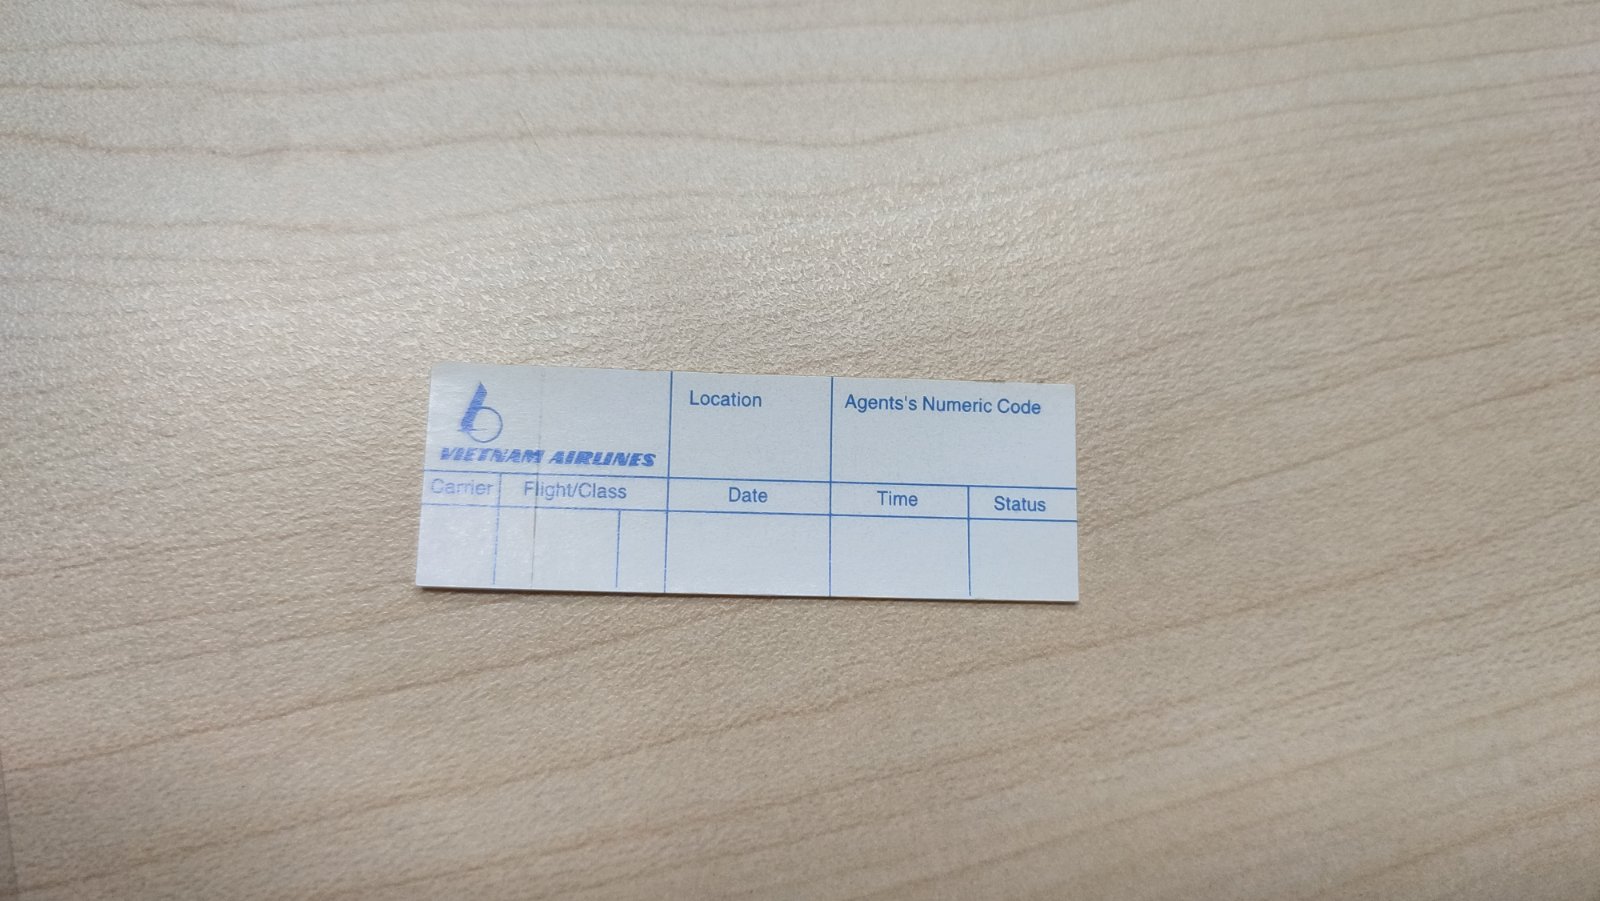 Location
Agents's Numeric Code
VIETNAM AIRLINES
Carrier
Flight/Class
Date
Time
Status